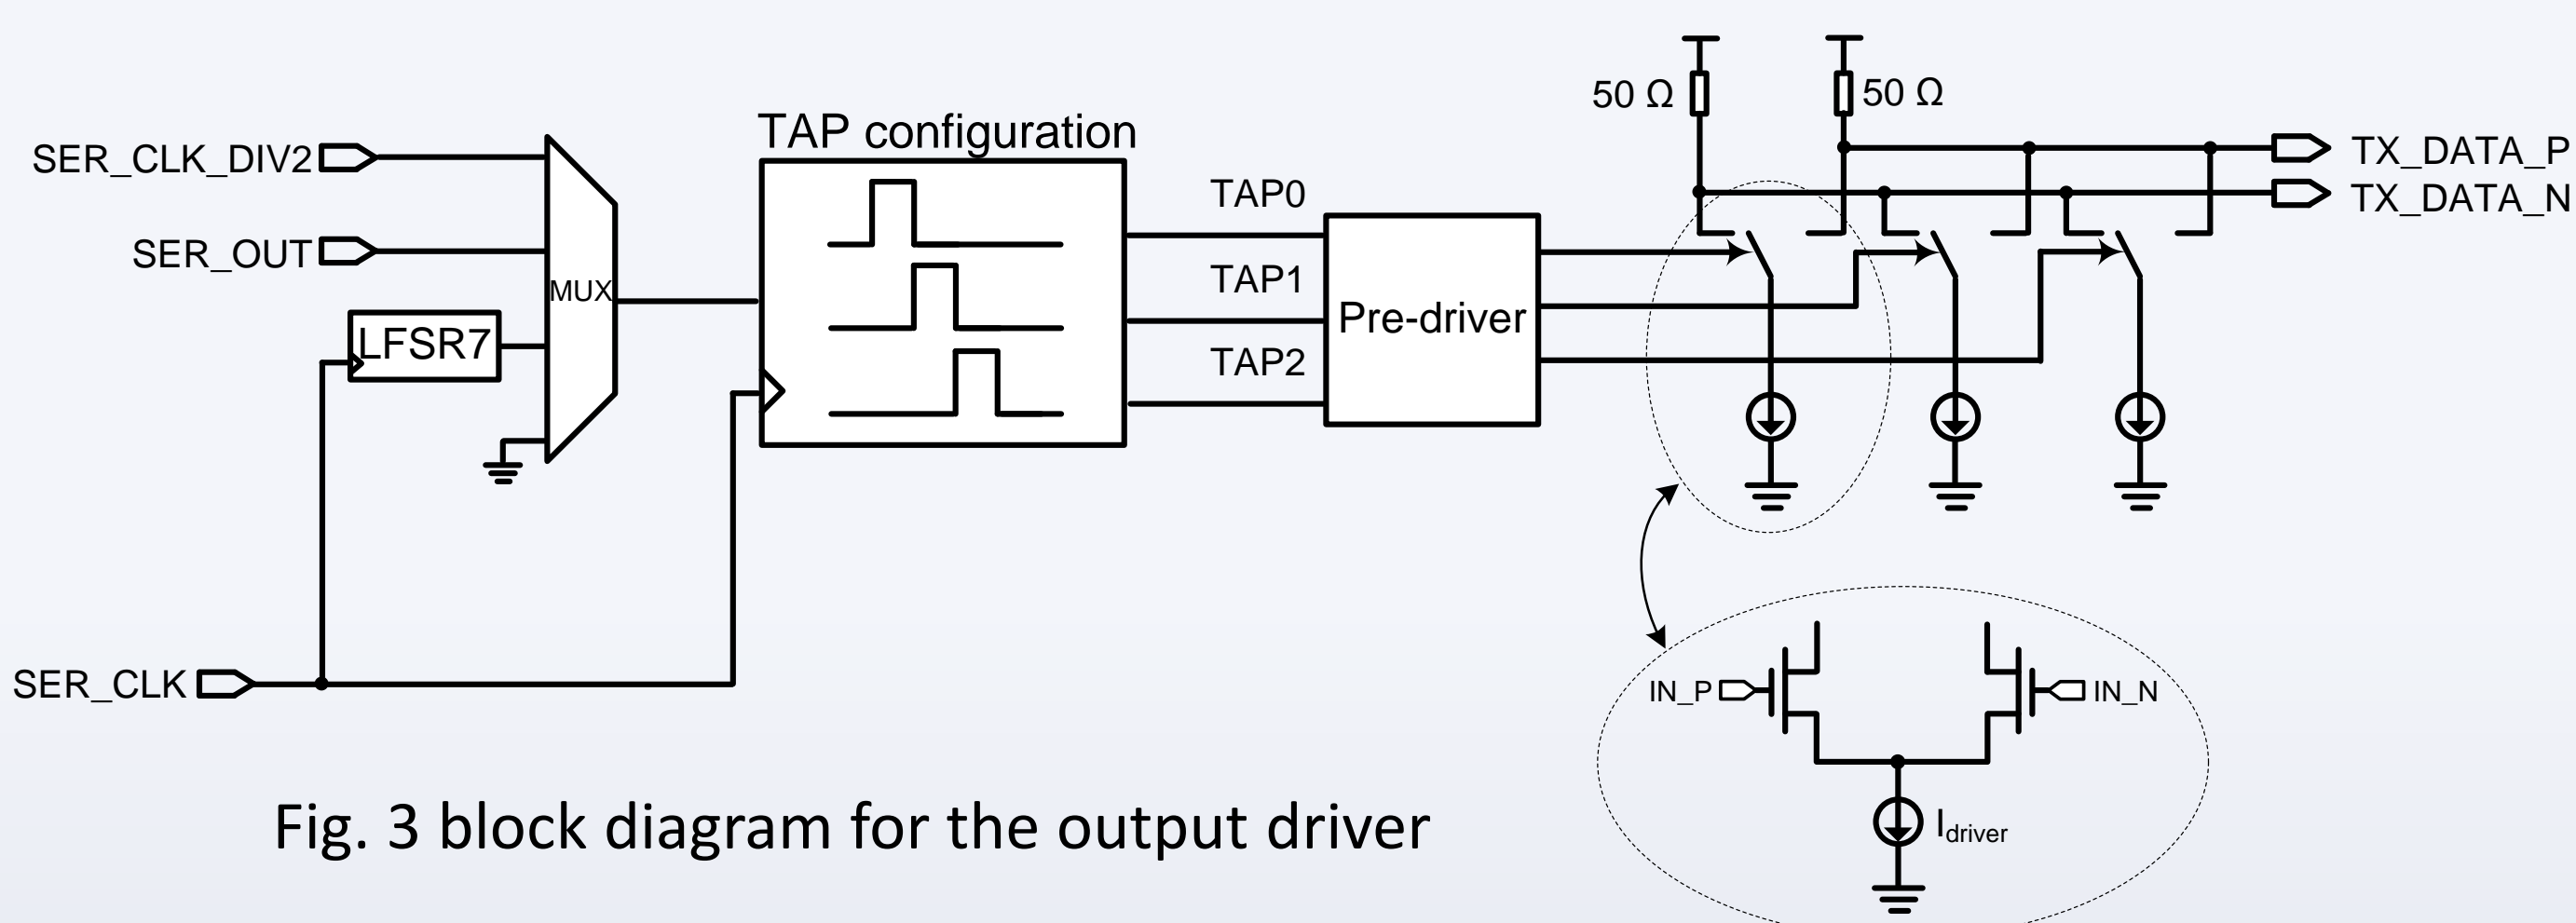 50 Ω
50 Ω
TAP configuration
SER_CLK_DIV2
TX_DATA_P
TAP0
TX_DATA_N
SER_OUT
TAP1
MUX
Pre-driver
LFSR7
TAP2
SER_CLK
IN_P
IN_N
Idriver
Fig. 3 block diagram for the output driver